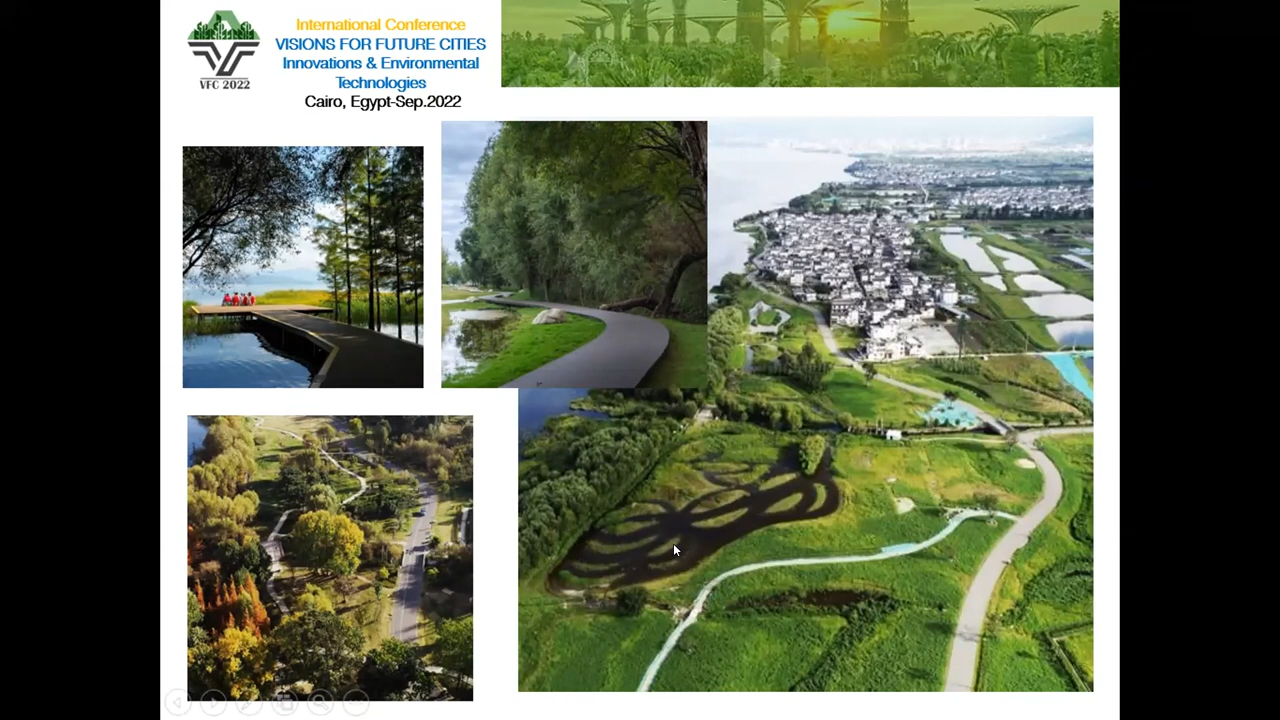 VFC 2022
International Conference
VISIONS FOR FUTURE CITIES
Innovations & Environmental
Technologies
Cairo, Egypt-Sep.2022